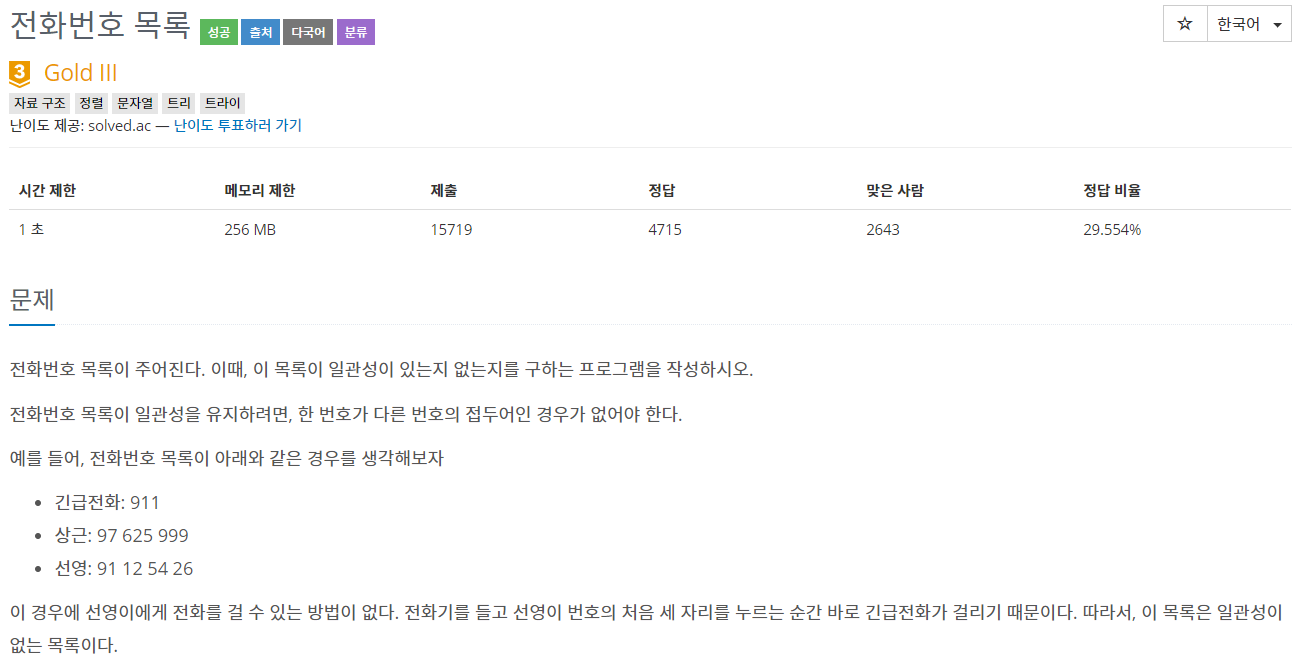 전화번호 목록 성공 출처 다국어 분류
☆ 한국어
3 Gold III
자료 구조 정렬 문자열 트리 트라이
난이도 제공: solved.ac — 난이도 투표하러 가기
시간 제한 메모리 제한 제출 정답 맞은 사람 정답 비율
1 초 256 MB 15719 4715 2643 29.554%
문제
전화번호 목록이 주어진다. 이때, 이 목록이 일관성이 있는지 없는지를 구하는 프로그램을 작성하시오.
전화번호 목록이 일관성을 유지하려면, 한 번호가 다른 번호의 접두어인 경우가 없어야 한다.
예를 들어, 전화번호 목록이 아래와 같은 경우를 생각해보자
• 긴급전화: 911
• 상근: 97 625 999
• 선영: 91 12 54 26
이 경우에 선영이에게 전화를 걸 수 있는 방법이 없다. 전화기를 들고 선영이 번호의 처음 세 자리를 누르는 순간 바로 긴급전화가 걸리기 때문이다. 따라서, 이 목록은 일관성이
없는 목록이다.